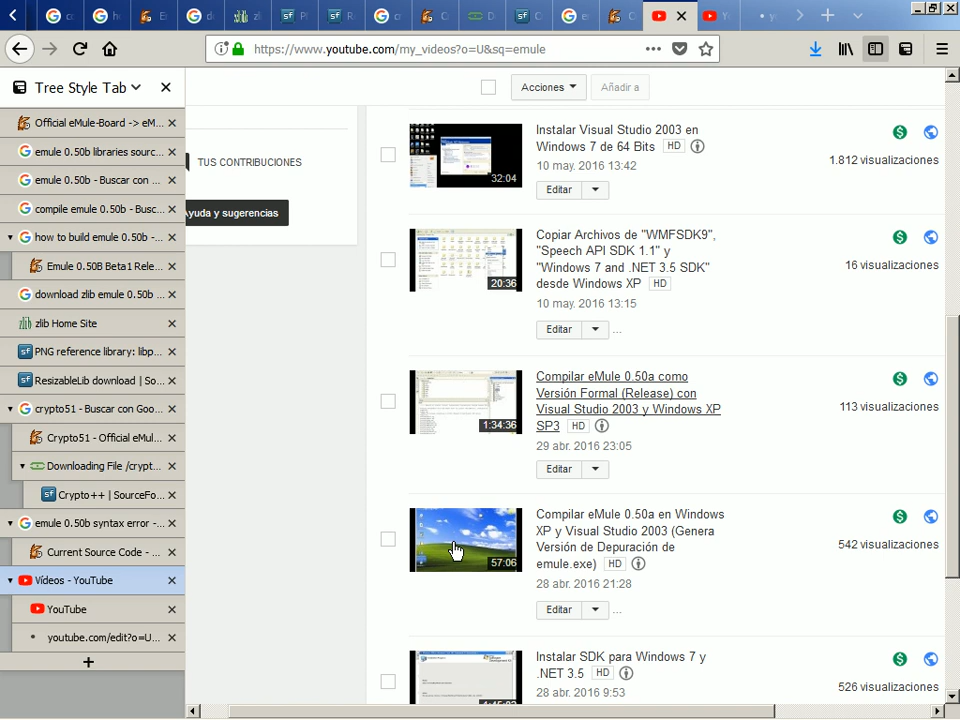 https://www.youtube.com/my_videos?o=U&sq=emule
Tree Style Tab
Official eMule-Board -> eM...
emule 0.50b libraries sourc...
emule 0.50b - Buscar con ...
compile emule 0.50b - Busc...
how to build emule 0.50b -...
Emule 0.50B Beta1 Rele...
download zlib emule 0.50b ...
zlib Home Site
PNG reference library: libp...
ResizableLib download | So...
crypto51 - Buscar con Goo...
Crypto51 - Official eMul...
Downloading File /crypt...
Crypto++ | SourceFo...
emule 0.50b syntax error -...
Current Source Code - ...
Vídeos - YouTube
YouTube
youtube.com/edit?o=U...
TUS CONTRIBUCIONES
Ayuda y sugerencias
Acciones
Añadir a
Instalar Visual Studio 2003 en
Windows 7 de 64 Bits HD
10 may. 2016 13:42
Editar
32:04
1.812 visualizaciones
Copiar Archivos de "WMFSDK9",
"Speech API SDK 1.1" y
"Windows 7 and .NET 3.5 SDK"
desde Windows XP HD
10 may. 2016 13:15
Editar ...
20:36
16 visualizaciones
Compilar eMule 0.50a como
Versión Formal (Release) con
Visual Studio 2003 y Windows XP
SP3 HD
29 abr. 2016 23:05
Editar
1:34:36
113 visualizaciones
Compilar eMule 0.50a en Windows
XP y Visual Studio 2003 (Genera
Versión de Depuración de
emule.exe) HD
28 abr. 2016 21:28
Editar ...
57:06
542 visualizaciones
Instalar SDK para Windows 7 y
.NET 3.5 HD
28 abr. 2016 9:53
526 visualizaciones